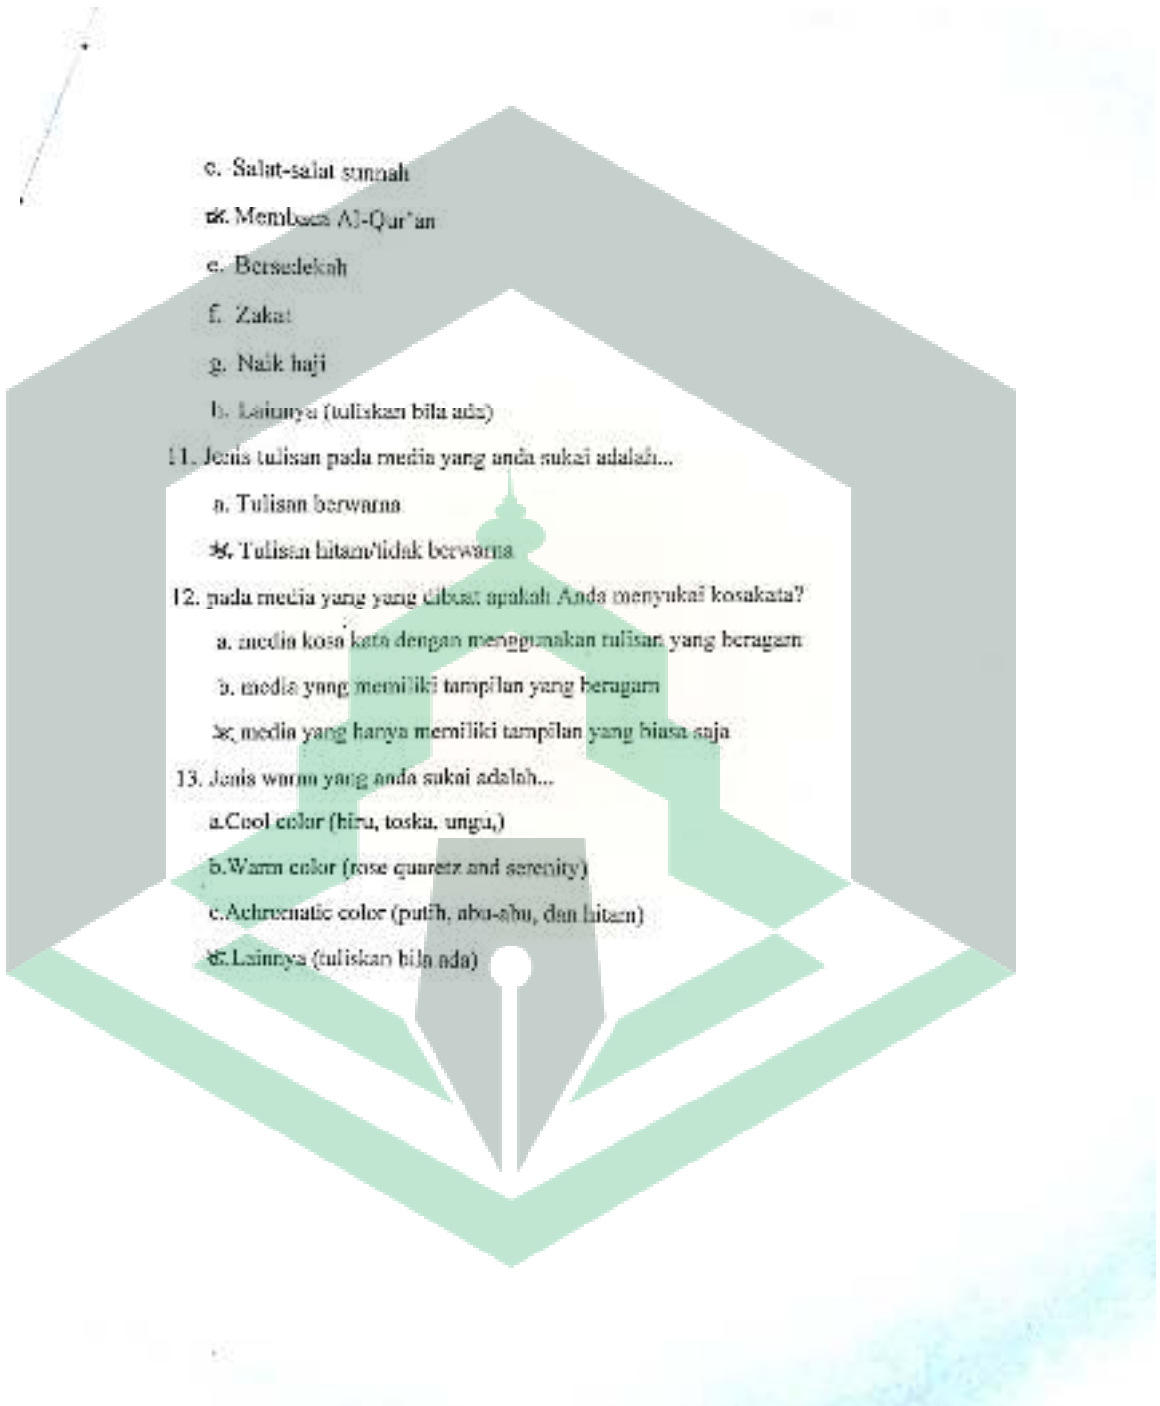 c. Salat-salat sunnah
d. Membaca Al-Qur'an
e. Bersedekah
f. Zakat
g. Naik haji
h. Lainnya (tuliskan bila ada)
11. Jenis tulisan pada media yang anda sukai adalah...
a. Tulisan berwarna
b. Tulisan hitam/tidak berwarna
12. pada media yang yang dibuat apakah Anda menyukai kosakata?
a. media kosa kata dengan menggunakan tulisan yang beragam
b. media yang memiliki tampilan yang beragam
c. media yang hanya memiliki tampilan yang biasa saja
13. Jenis warna yang anda sukai adalah...
a.Cool color (biru, toska, ungu,)
b.Warm color (rose quaretz and serenity)
c.Achromatic color (putih, abu-abu, dan hitam)
d.Lainnya (tuliskan bila ada)